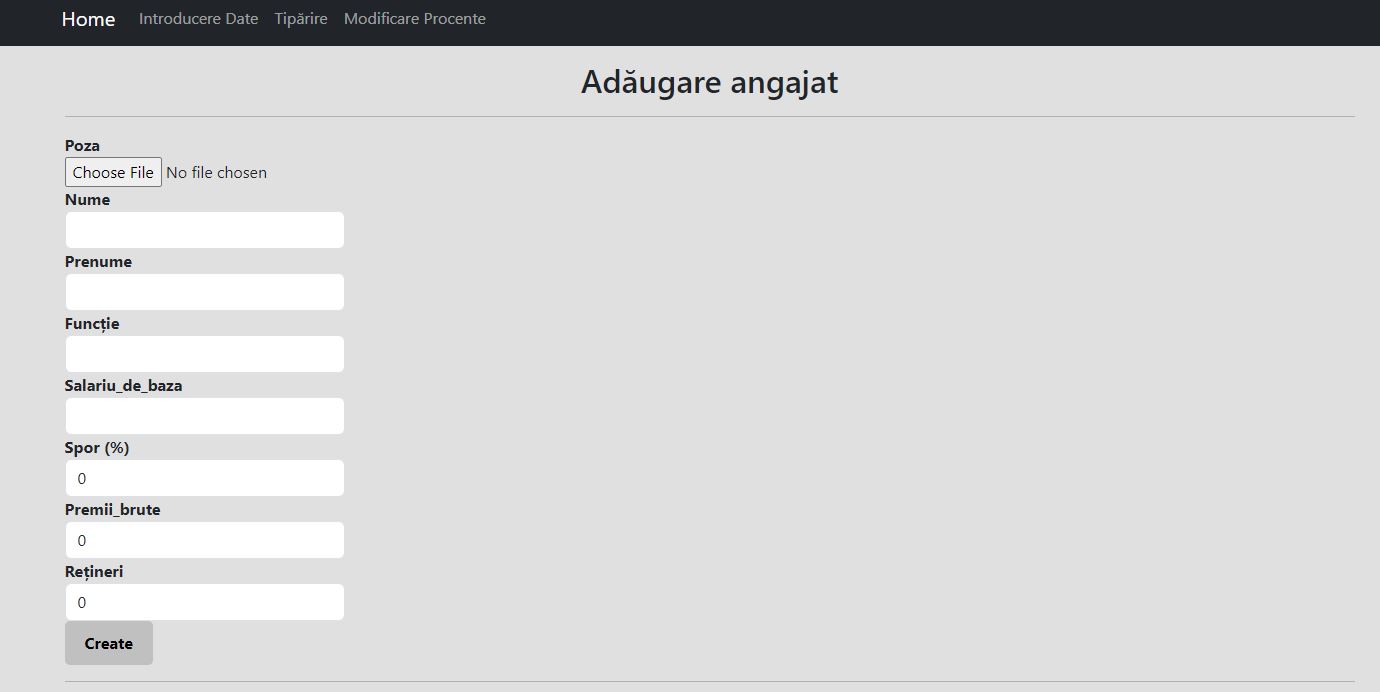 Home Introducere Date Tipărire Modificare Procente
Adăugare angajat
Poza
Choose File No file chosen
Nume
Prenume
Funcție
Salariu_de_baza
Spor (%)
0
Premii_brute
0
Rețineri
0
Create